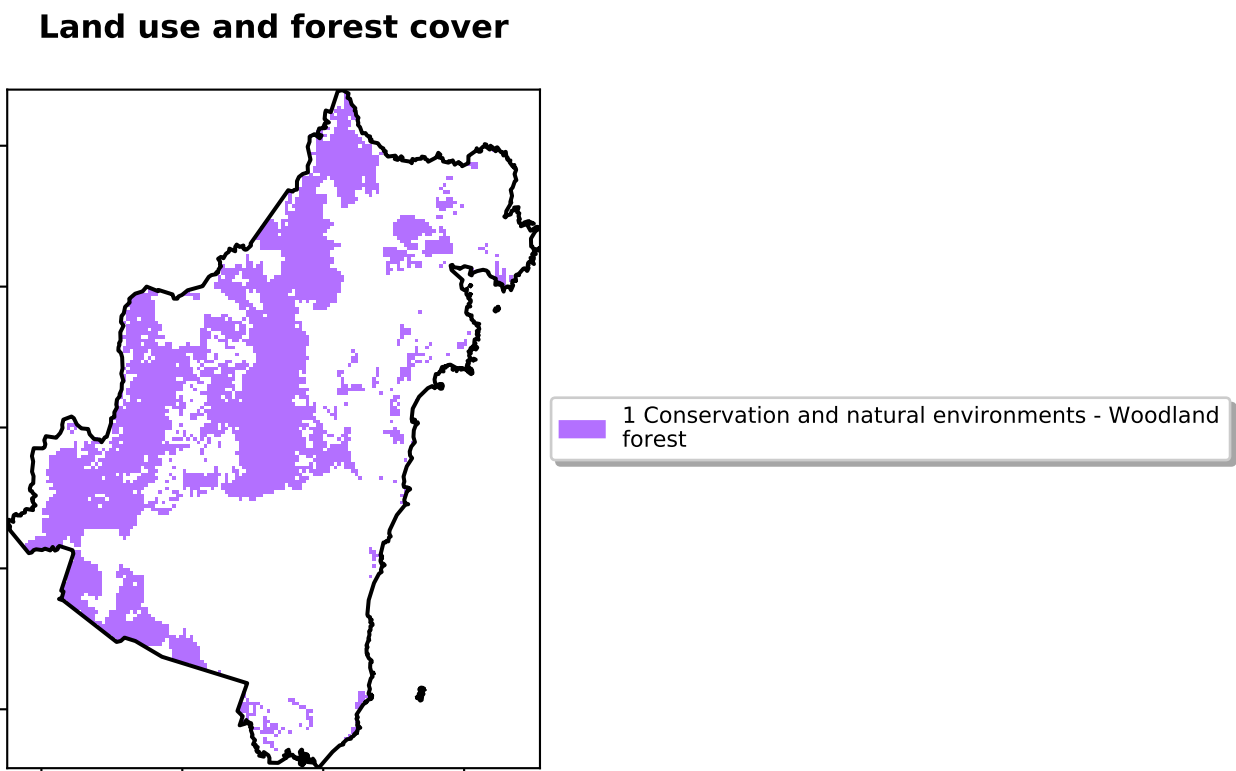 Land use and forest cover
1 Conservation and natural environments - Woodland
forest